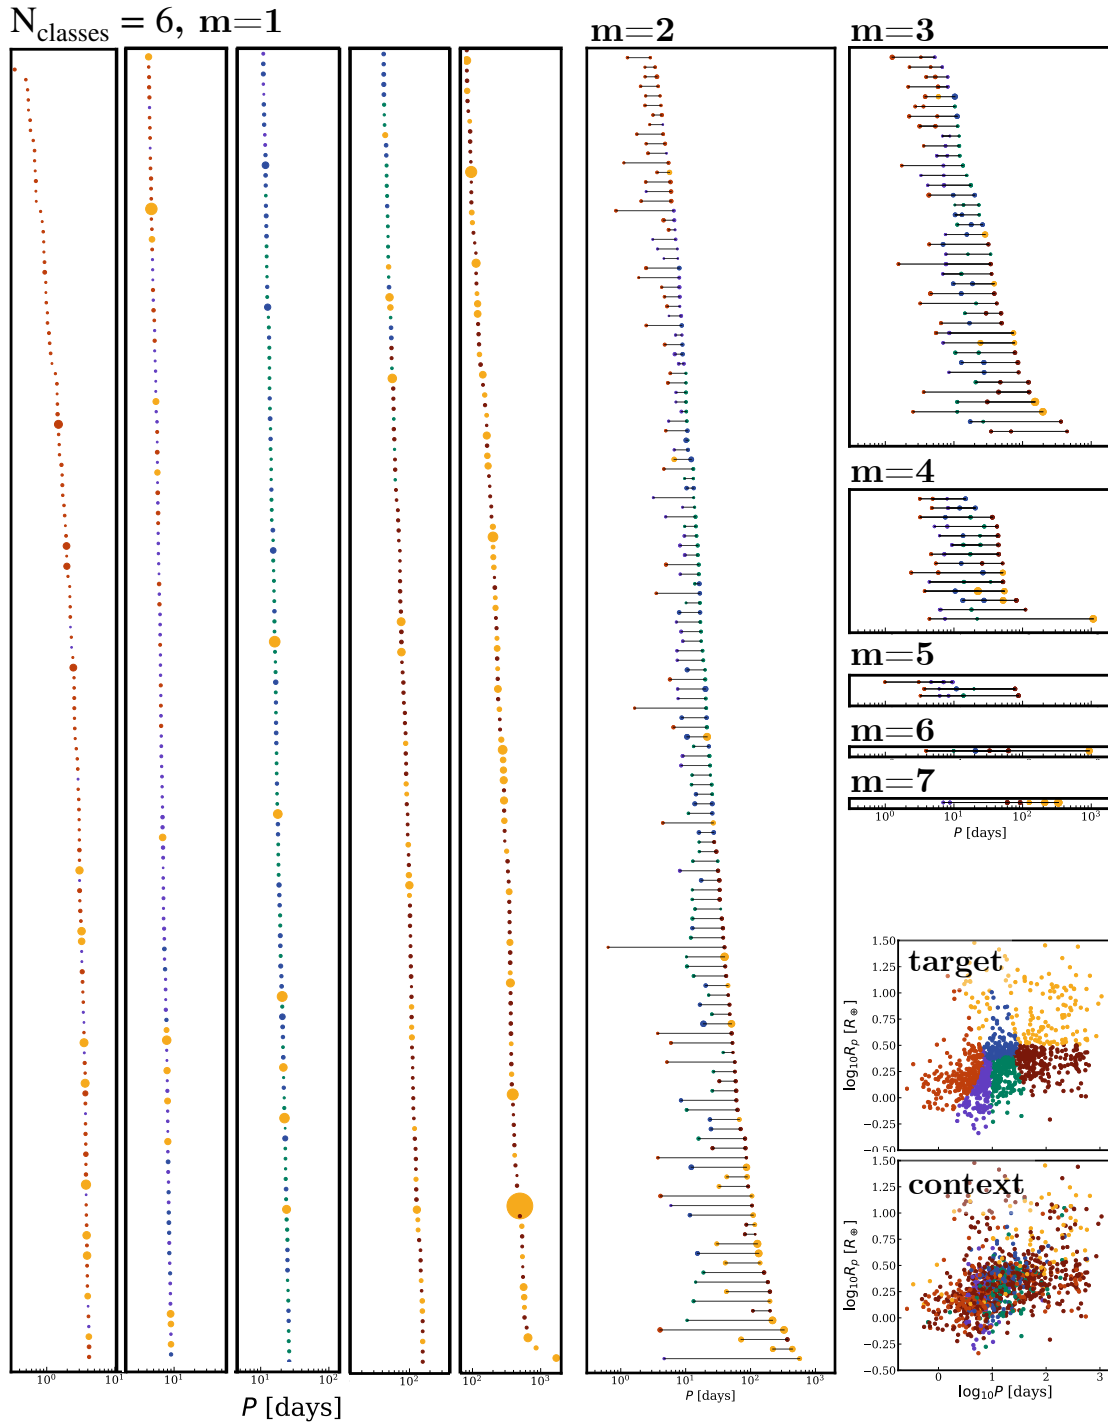 N_classes = 6, m=1
m=2
m=3
m=4
m=5
m=6
m=7
10^0 10^1
10^1
10^1 10^2
10^2
10^2 10^3
P [days]
10^0 10^1 10^2 10^3
P [days]
10^0 10^1 10^2 10^3
P [days]
target
1.50
1.25
1.00
0.75
0.50
0.25
0.00
−0.25
−0.50
log_10 R_p [R_⊕]
context
1.50
1.25
1.00
0.75
0.50
0.25
0.00
−0.25
−0.50
log_10 R_p [R_⊕]
0 1 2 3
log_10 P [days]